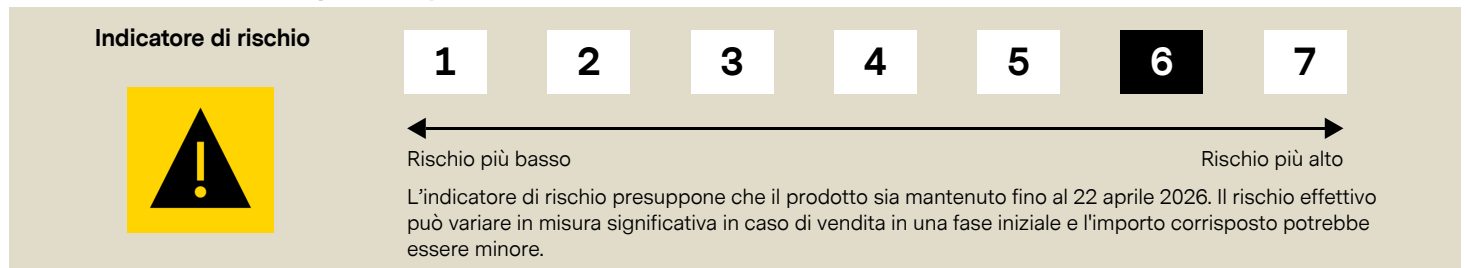 Indicatore di rischio
1 2 3 4 5 6 7
Rischio più basso Rischio più alto
L'indicatore di rischio presuppone che il prodotto sia mantenuto fino al 22 aprile 2026. Il rischio effettivo
può variare in misura significativa in caso di vendita in una fase iniziale e l'importo corrisposto potrebbe
essere minore.